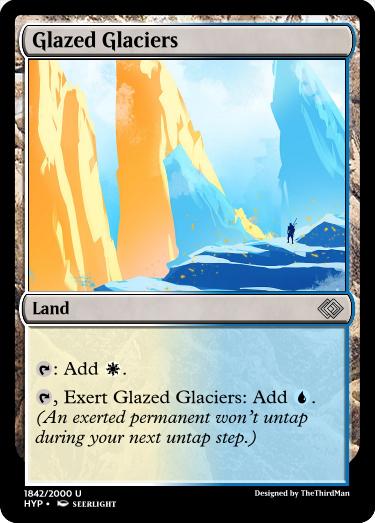 Glazed Glaciers
Land
: Add .
, Exert Glazed Glaciers: Add .
(An exerted permanent won't untap
during your next untap step.)
1842/2000 U
HYP • SEERLIGHT
Designed by TheThirdMan